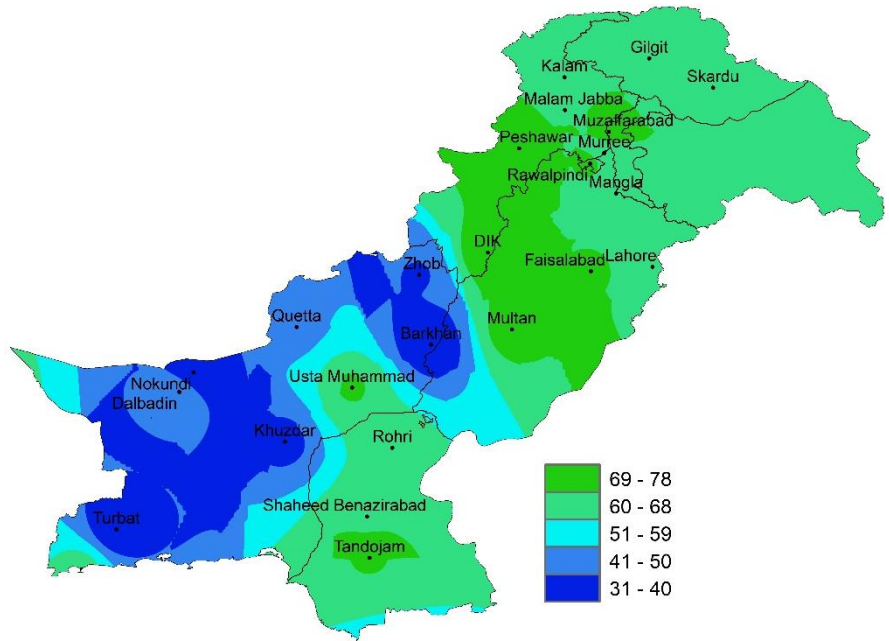 Gilgit
Kalam
Skardu
Malam Jabba
Muzaffarabad
Peshawar
Murree
Rawalpindi
Mangla
DIK
Zhob
Faisalabad
Lahore
Quetta
Multan
Barkhan
Usta Muhammad
Nokundi
Dalbadin
Khuzdar
Rohri
69 - 78
60 - 68
Shaheed Benazirabad
51 - 59
Turbat
41 - 50
Tandojam
31 - 40